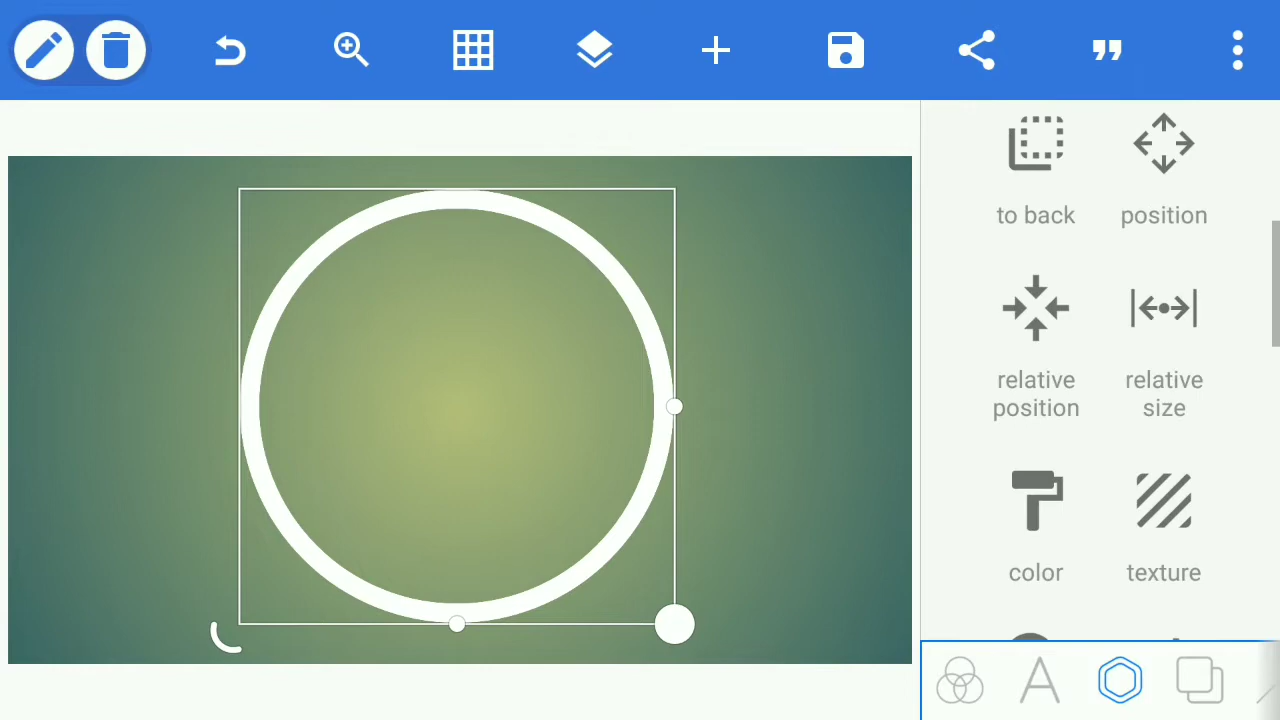 to back
position
relative
position
relative
size
color
texture